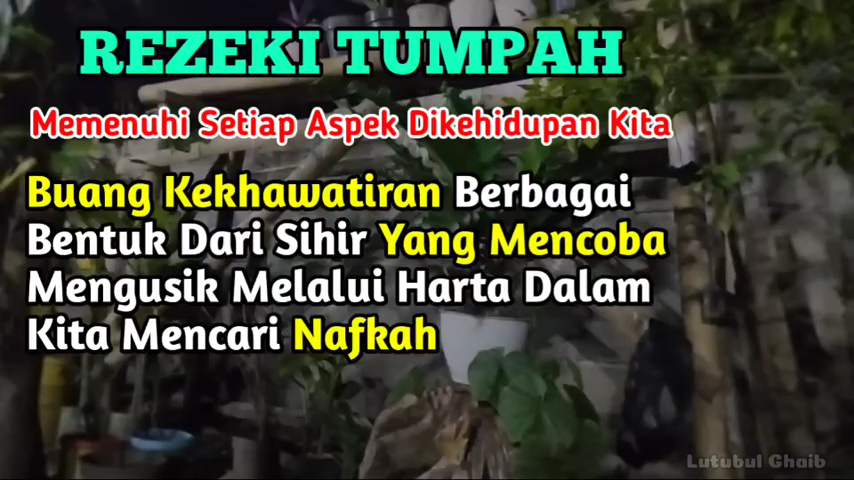 REZEKI TUMPAH
Memenuhi Setiap Aspek Dikehidupan Kita
Buang Kekhawatiran Berbagai
Bentuk Dari Sihir Yang Mencoba
Mengusik Melalui Harta Dalam
Kita Mencari Nafkah
Lutubul Ghaib